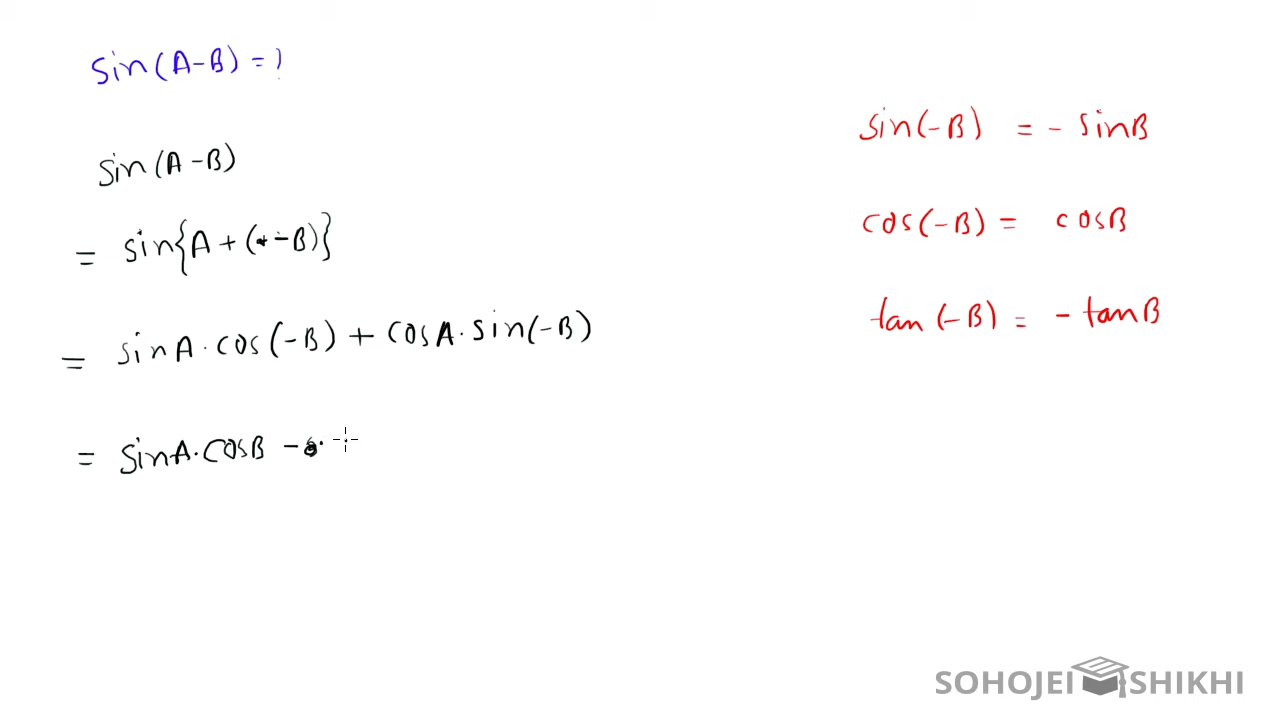 sin(A-B) = ?
sin(A-B)
= sin{A + (-B)}
= sinA · cos(-B) + cosA · sin(-B)
= sinA · cosB -
sin(-B) = - sinB
cos(-B) = cosB
tan(-B) = - tanB
SOHOJEI SHIKHI